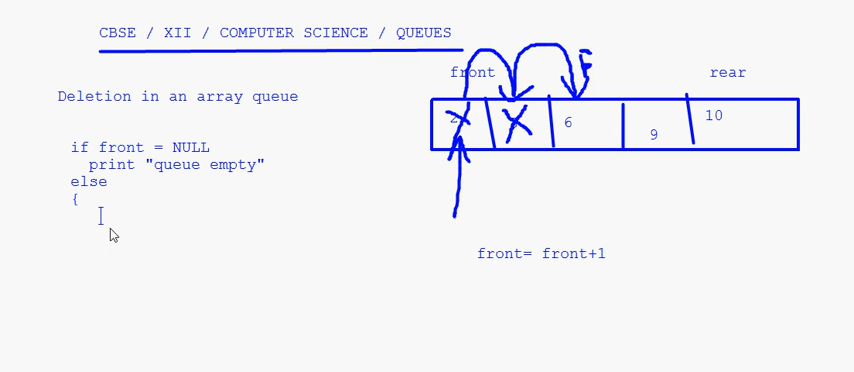 CBSE / XII / COMPUTER SCIENCE / QUEUES
front rear
Deletion in an array queue
6 9 10
if front = NULL
print "queue empty"
else
{
front= front+1